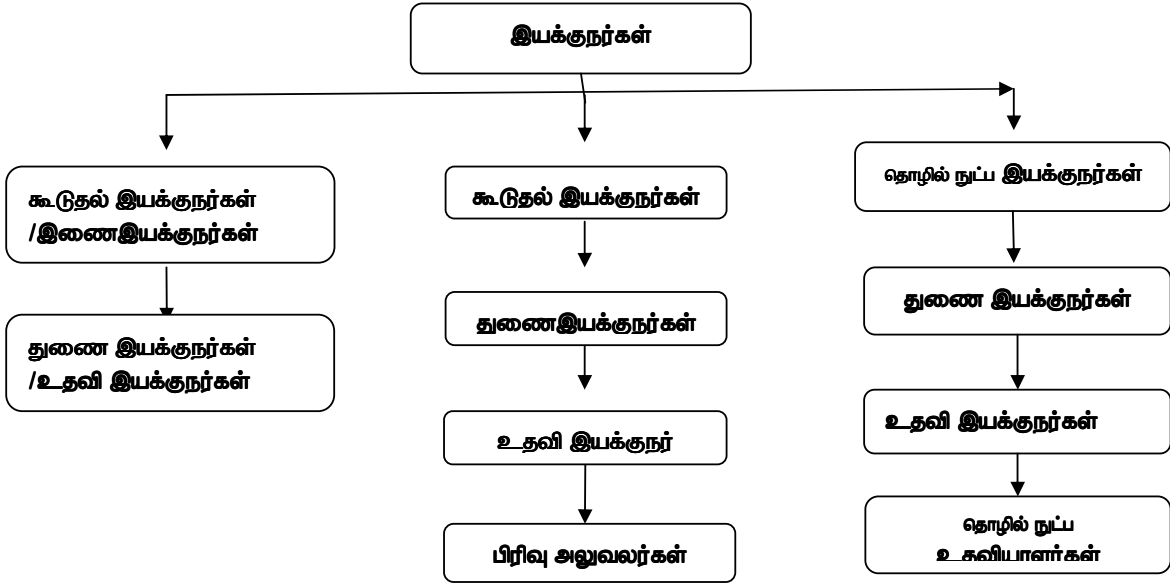 இயக்குநர்கள்
கூடுதல் இயக்குநர்கள்
/இணைஇயக்குநர்கள்
துணை இயக்குநர்கள்
/உதவி இயக்குநர்கள்
கூடுதல் இயக்குநர்கள்
துணைஇயக்குநர்கள்
உதவி இயக்குநர்
பிரிவு அலுவலர்கள்
தொழில் நுட்ப இயக்குநர்கள்
துணை இயக்குநர்கள்
உதவி இயக்குநர்கள்
தொழில் நுட்ப
உதவியாளர்கள்